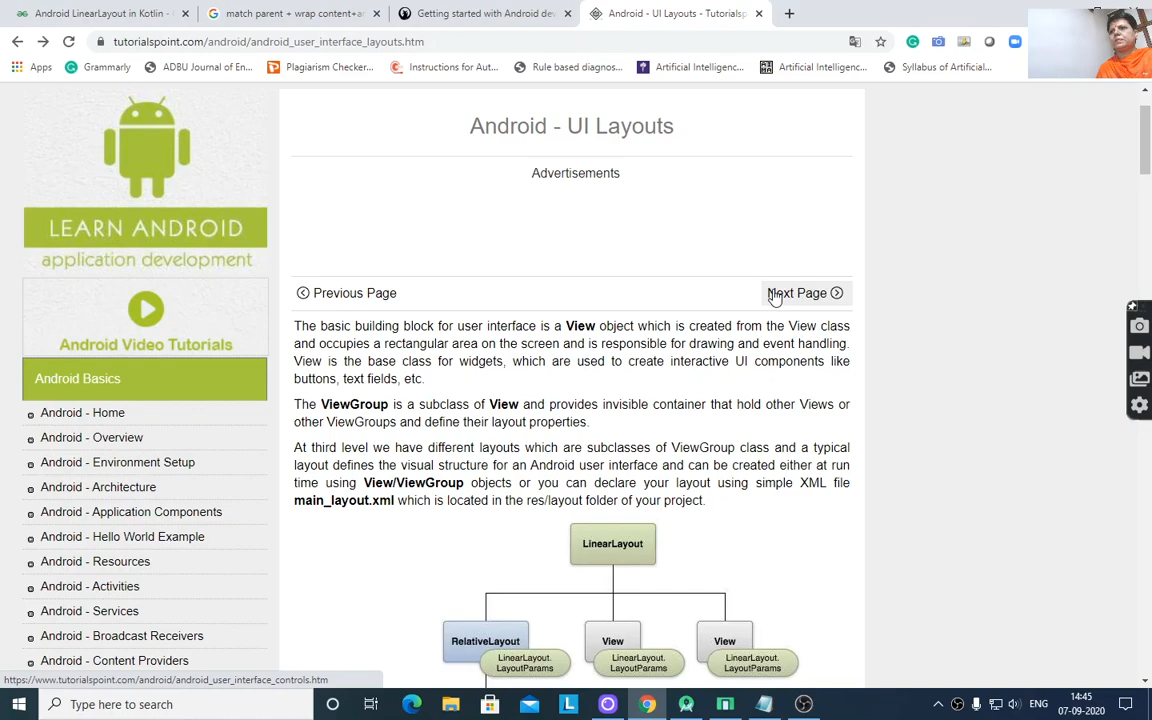 Android LinearLayout in Kotlin -
match parent + wrap content+an
Getting started with Android dev
Android - UI Layouts - Tutorialsp
tutorialspoint.com/android/android_user_interface_layouts.htm
Apps
Grammarly
ADBU Journal of En...
Plagiarism Checker...
Instructions for Aut...
Rule based diagnos...
Artificial Intelligenc...
Artificial Intelligenc...
Syllabus of Artificial...
LEARN ANDROID
application development
Android Video Tutorials
Android Basics
Android - Home
Android - Overview
Android - Environment Setup
Android - Architecture
Android - Application Components
Android - Hello World Example
Android - Resources
Android - Activities
Android - Services
Android - Broadcast Receivers
Android - Content Providers
Android - UI Layouts
Advertisements
Previous Page
Next Page
The basic building block for user interface is a View object which is created from the View class
and occupies a rectangular area on the screen and is responsible for drawing and event handling.
View is the base class for widgets, which are used to create interactive UI components like
buttons, text fields, etc.
The ViewGroup is a subclass of View and provides invisible container that hold other Views or
other ViewGroups and define their layout properties.
At third level we have different layouts which are subclasses of ViewGroup class and a typical
layout defines the visual structure for an Android user interface and can be created either at run
time using View/ViewGroup objects or you can declare your layout using simple XML file
main_layout.xml which is located in the res/layout folder of your project.
LinearLayout
RelativeLayout
View
View
LinearLayout.
LayoutParams
LinearLayout.
LayoutParams
LinearLayout.
LayoutParams
https://www.tutorialspoint.com/android/android_user_interface_controls.htm
Type here to search
ENG
14:45
07-09-2020